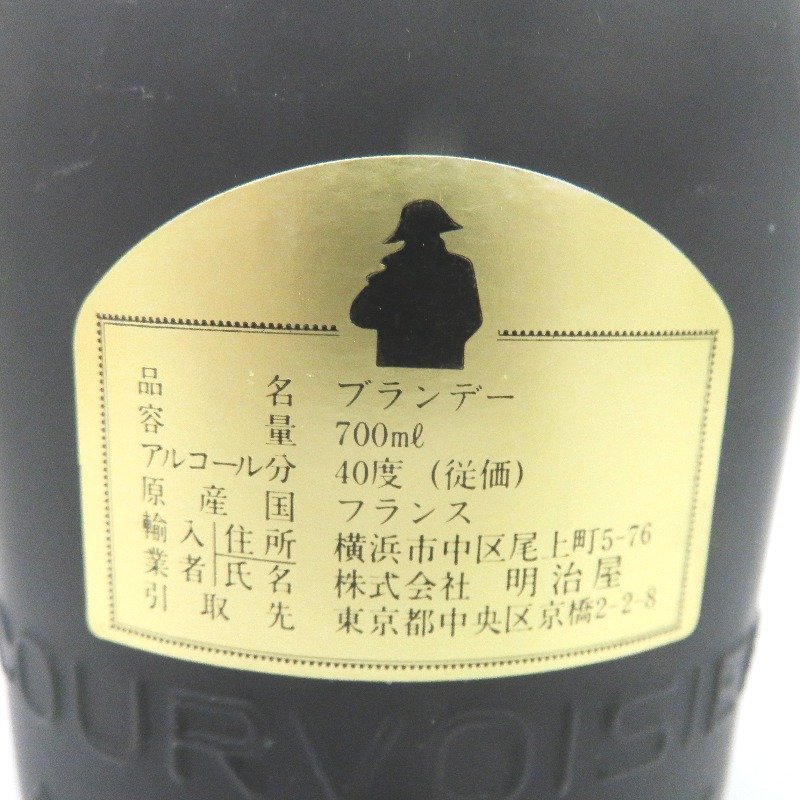 品名 ブランデー
容量 700mℓ
アルコール分 40度 (従価)
原産国 フランス
輸入 住所 横浜市中区尾上町5-76
業者 氏名 株式会社 明治屋
引取先 東京都中央区京橋2-2-8
COURVOISIE